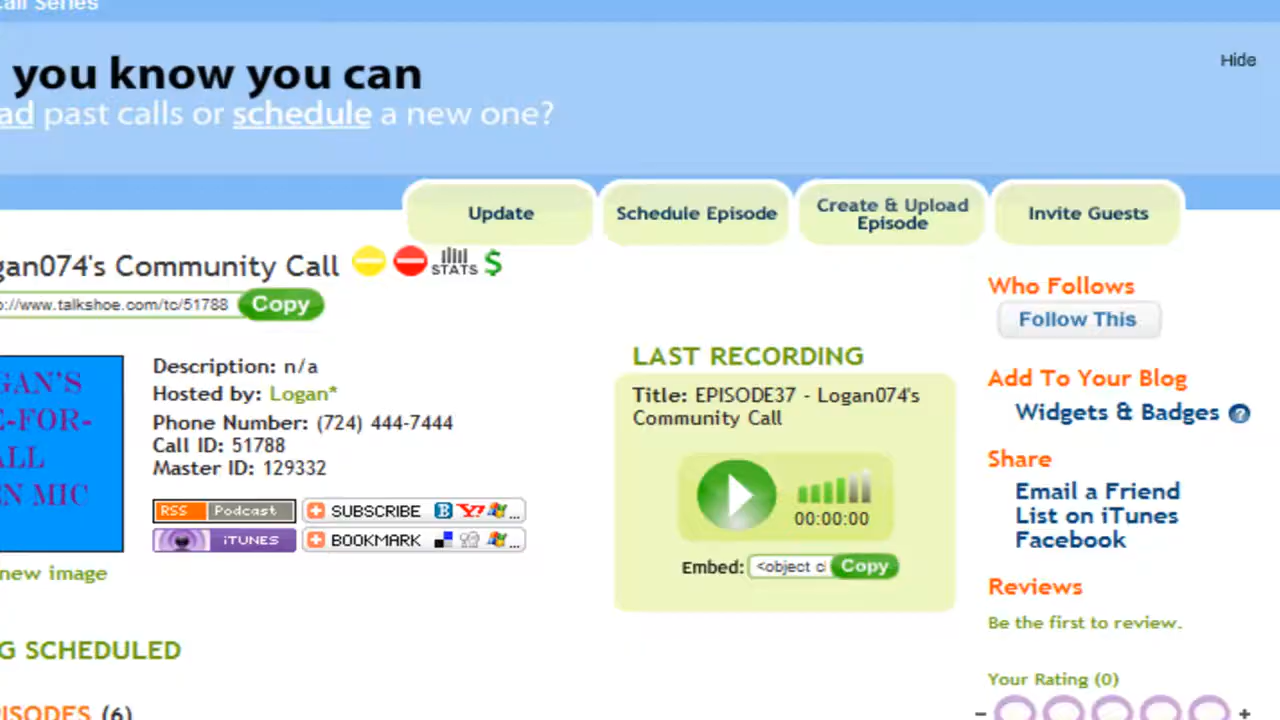 Call Series
you know you can
Hide
ad past calls or schedule a new one?
Update
Schedule Episode
Create & Upload
Episode
Invite Guests
gan074's Community Call
STATS $
p://www.talkshoe.com/tc/51788
Copy
GAN'S
E-FOR-
ALL
EN MIC
new image
Description: n/a
Hosted by: Logan*
Phone Number: (724) 444-7444
Call ID: 51788
Master ID: 129332
RSS Podcast
SUBSCRIBE B Y! ...
iTUNES
BOOKMARK ...
LAST RECORDING
Title: EPISODE37 - Logan074's
Community Call
00:00:00
Embed: <object cl
Copy
Who Follows
Follow This
Add To Your Blog
Widgets & Badges ?
Share
Email a Friend
List on iTunes
Facebook
Reviews
Be the first to review.
Your Rating (0)
- +
G SCHEDULED
PISODES (6)